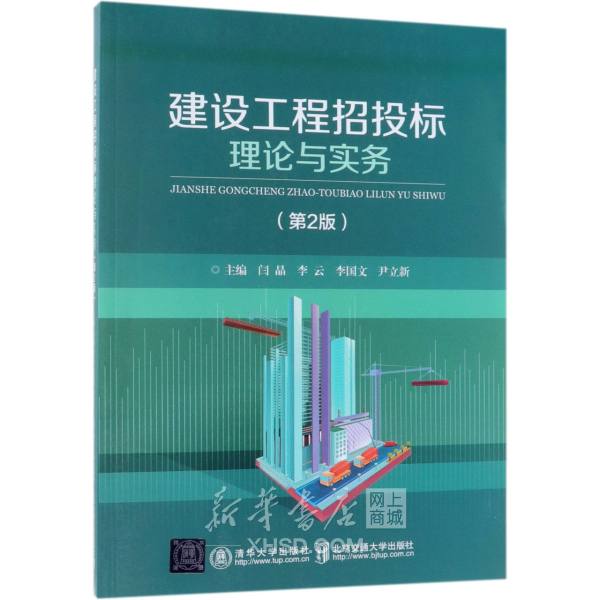 建设工程招投标
理论与实务
JIANSHE GONGCHENG ZHAO-TOUBIAO LILUN YU SHIWU
（第2版）
◎ 主编 闫晶 李云 李国文 尹立新
新华书店 网上商城
XHSD.COM
清华大学出版社
http://www.tup.com.cn
北京交通大学出版社
http://www.bjtup.com.cn